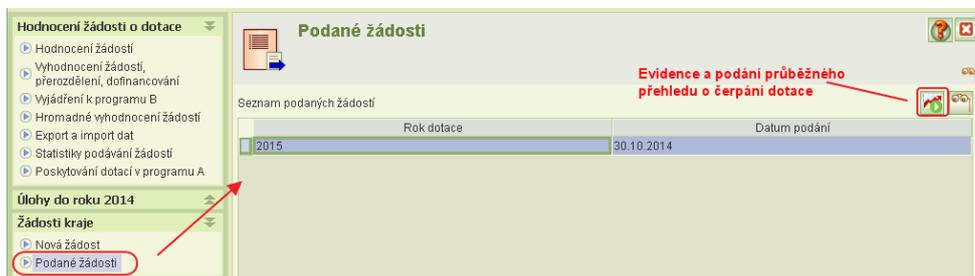 Hodnocení žádosti o dotace
Hodnocení žádostí
Vyhodnocení žádostí,
přerozdělení, dofinancování
Vyjádření k programu B
Hromadné vyhodnocení žádostí
Export a import dat
Statistiky podávání žádostí
Poskytování dotací v programu A
Úlohy do roku 2014
Žádosti kraje
Nová žádost
Podané žádosti
Podané žádosti
Evidence a podání průběžného
přehledu o čerpání dotace
Seznam podaných žádostí
Rok dotace Datum podání
2015 30.10.2014